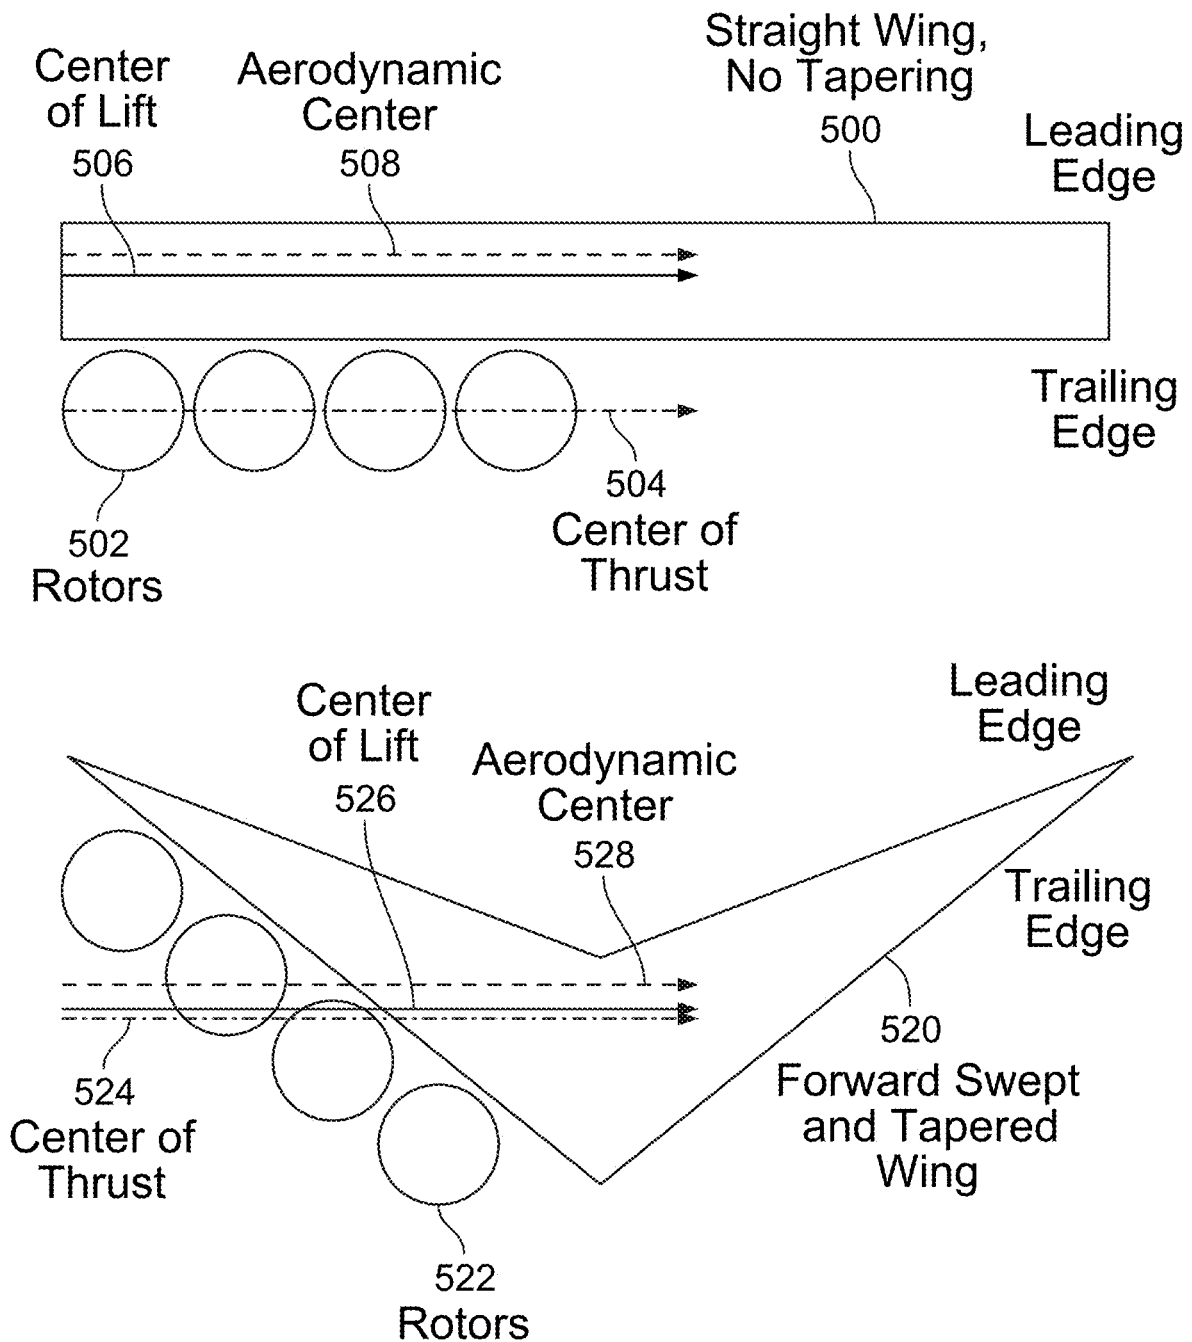 Center
of Lift
506
Aerodynamic
Center
508
Straight Wing,
No Tapering
500
Leading
Edge
Trailing
Edge
502
Rotors
504
Center of
Thrust
Leading
Edge
Center
of Lift
526
Aerodynamic
Center
528
Trailing
Edge
520
Forward Swept
and Tapered
Wing
524
Center of
Thrust
522
Rotors